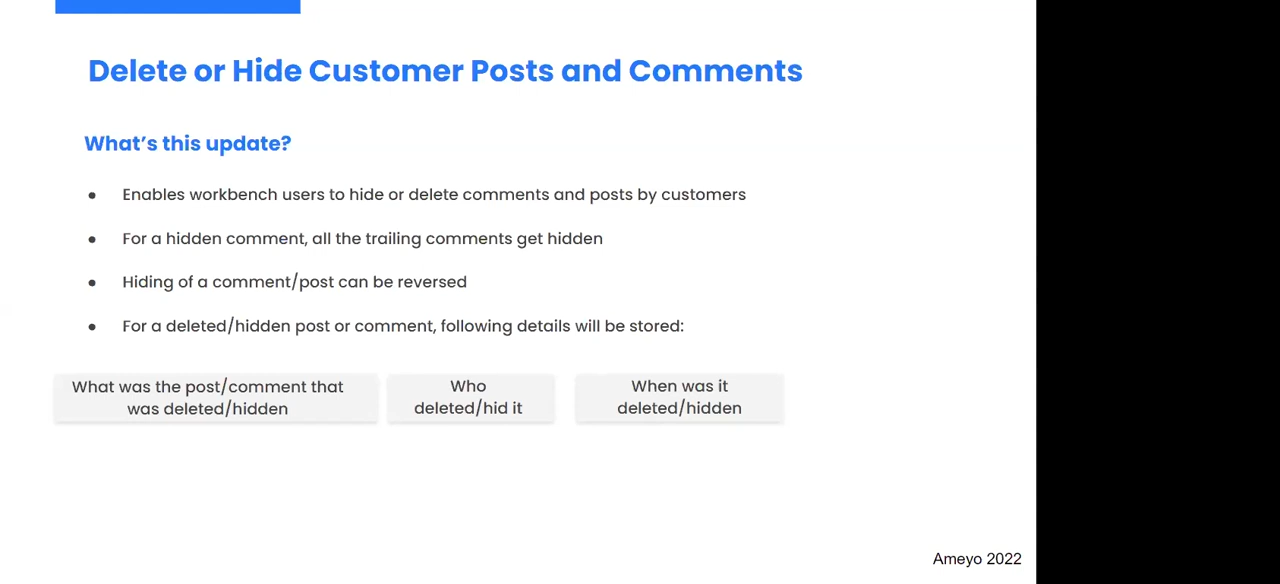 Delete or Hide Customer Posts and Comments
What's this update?
● Enables workbench users to hide or delete comments and posts by customers
● For a hidden comment, all the trailing comments get hidden
● Hiding of a comment/post can be reversed
● For a deleted/hidden post or comment, following details will be stored:
What was the post/comment that
was deleted/hidden
Who
deleted/hid it
When was it
deleted/hidden
Ameyo 2022